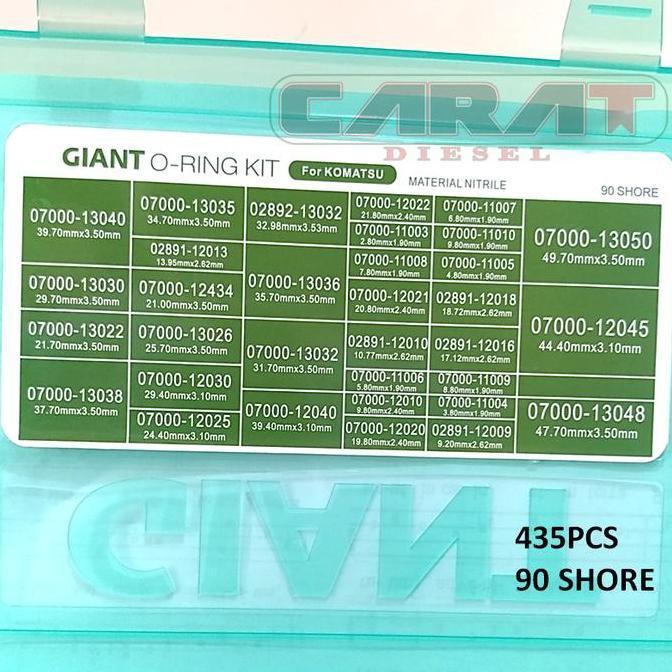 CARAT
DIESEL
GIANT O-RING KIT For KOMATSU MATERIAL NITRILE 90 SHORE
07000-13040
39.70mmx3.50mm
07000-13030
29.70mmx3.50mm
07000-13022
21.70mmx3.50mm
07000-13038
37.70mmx3.50mm
07000-13035
34.70mmx3.50mm
02891-12013
13.95mmx2.62mm
07000-12434
21.00mmx3.50mm
07000-13026
25.70mmx3.50mm
07000-12030
29.40mmx3.10mm
07000-12025
24.40mmx3.10mm
02892-13032
32.98mmx3.53mm
07000-13036
35.70mmx3.50mm
07000-13032
31.70mmx3.50mm
07000-12040
39.40mmx3.10mm
07000-12022
21.80mmx2.40mm
07000-11003
2.80mmx1.90mm
07000-11008
7.80mmx1.90mm
07000-12021
20.80mmx2.40mm
02891-12010
10.77mmx2.62mm
07000-11006
5.80mmx1.90mm
07000-12010
9.80mmx2.40mm
07000-12020
19.80mmx2.40mm
07000-11007
6.80mmx1.90mm
07000-11010
9.80mmx1.90mm
07000-11005
4.80mmx1.90mm
02891-12018
18.72mmx2.62mm
02891-12016
17.12mmx2.62mm
07000-11009
8.80mmx1.90mm
07000-11004
3.80mmx1.90mm
02891-12009
9.20mmx2.62mm
07000-13050
49.70mmx3.50mm
07000-12045
44.40mmx3.10mm
07000-13048
47.70mmx3.50mm
GIANT
435PCS
90 SHORE